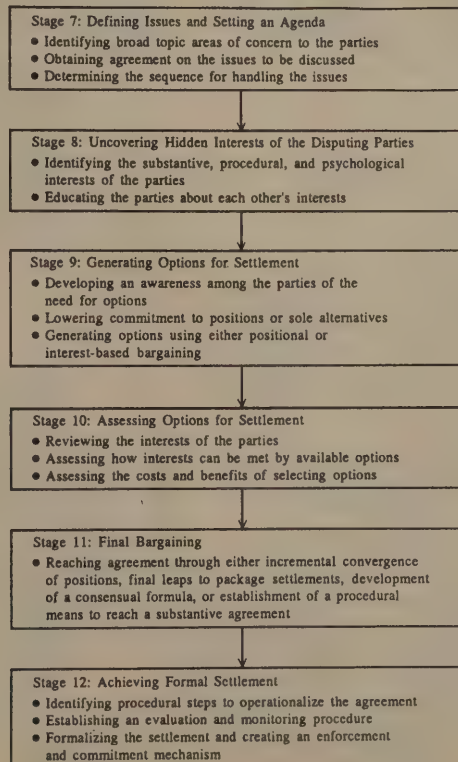 Stage 7: Defining Issues and Setting an Agenda
● Identifying broad topic areas of concern to the parties
● Obtaining agreement on the issues to be discussed
● Determining the sequence for handling the issues
Stage 8: Uncovering Hidden Interests of the Disputing Parties
● Identifying the substantive, procedural, and psychological
interests of the parties
● Educating the parties about each other's interests
Stage 9: Generating Options for Settlement
● Developing an awareness among the parties of the
need for options
● Lowering commitment to positions or sole alternatives
● Generating options using either positional or
interest-based bargaining
Stage 10: Assessing Options for Settlement
● Reviewing the interests of the parties
● Assessing how interests can be met by available options
● Assessing the costs and benefits of selecting options
Stage 11: Final Bargaining
● Reaching agreement through either incremental convergence
of positions, final leaps to package settlements, development
of a consensual formula, or establishment of a procedural
means to reach a substantive agreement
Stage 12: Achieving Formal Settlement
● Identifying procedural steps to operationalize the agreement
● Establishing an evaluation and monitoring procedure
● Formalizing the settlement and creating an enforcement
and commitment mechanism